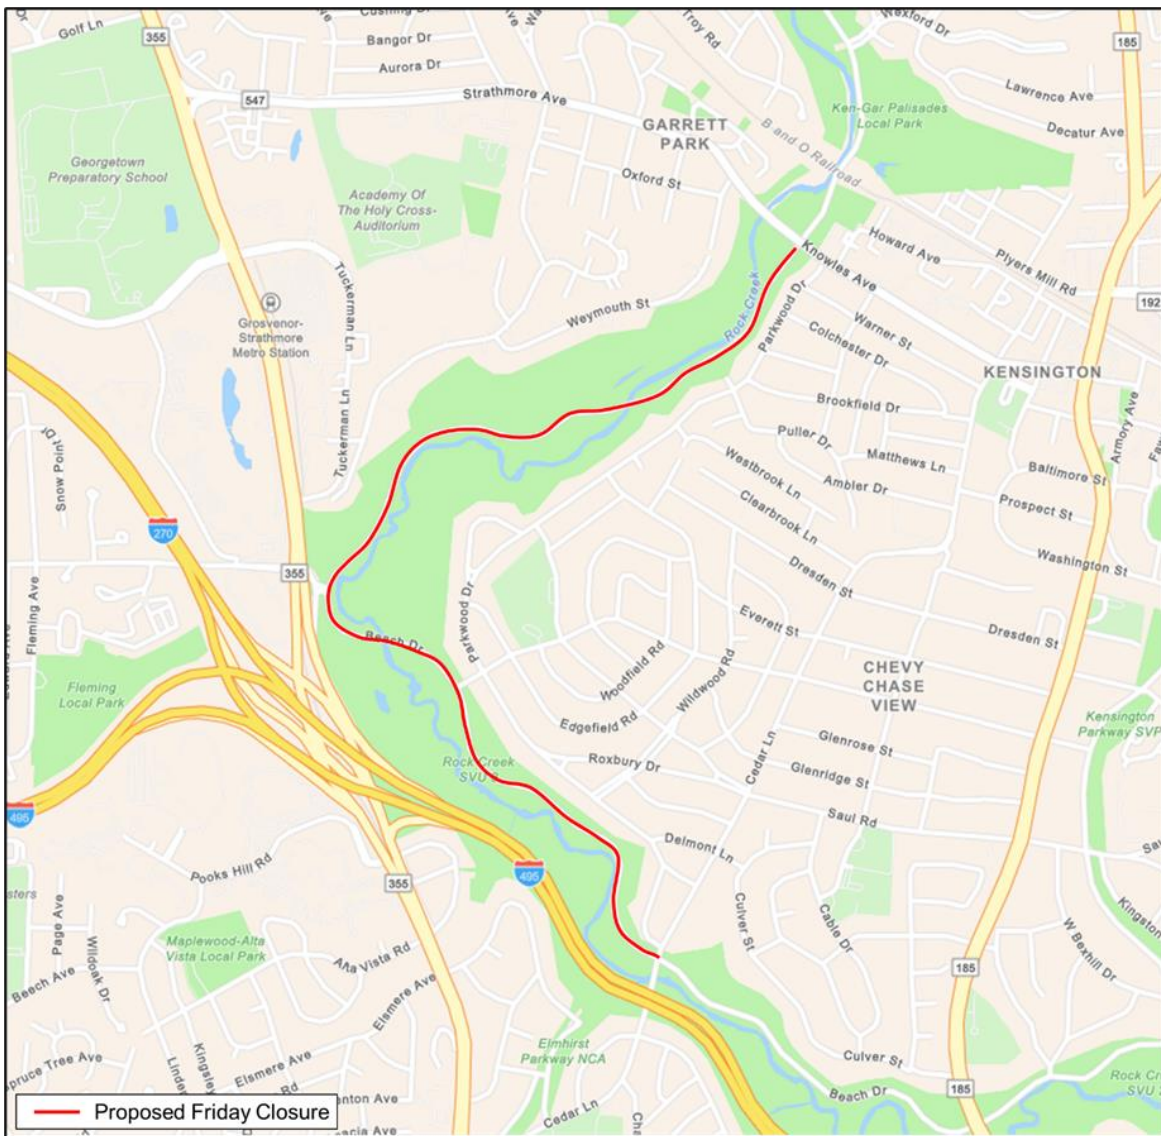 Golf Ln
355
Cushing Dr
Bangor Dr
Aurora Dr
547
Strathmore Ave
Troy Rd
Wexford Dr
185
Lawrence Ave
Decatur Ave
Ken-Gar Palisades
Local Park
GARRETT
PARK
B and O Railroad
Oxford St
Georgetown
Preparatory School
Academy Of
The Holy Cross-
Auditorium
Howard Ave
Plyers Mill Rd
Knowles Ave
192
Tuckerman Ln
Grosvenor-
Strathmore
Metro Station
Weymouth St
Rock Creek
Parkwood Dr
Warner St
Colchester Dr
KENSINGTON
Tuckerman Ln
Brookfield Dr
Armory Ave
Snow Point Dr
Puller Dr
Matthews Ln
Westbrook Ln
Ambler Dr
Baltimore St
Clearbrook Ln
Prospect St
270
Washington St
355
Dresden St
Fleming Ave
Parkwood Dr
Everett St
Dresden St
Beach Dr
Woodfield Rd
Wildwood Rd
CHEVY
CHASE
VIEW
Fleming
Local Park
Edgefield Rd
Kensington
Parkway SVP
Cedar Ln
Glenrose St
Rock Creek
Roxbury Dr
Glenridge St
495
Saul Rd
Delmont Ln
Pooks Hill Rd
355
495
Page Ave
Culver St
Cable Dr
W Bexhill Dr
Kingston
Maplewood-Alta
Vista Local Park
Alta Vista Rd
Wildoak Dr
Beech Ave
Elsmere Ave
185
Elmhirst
Parkway NCA
Culver St
Spruce Tree Ave
Elsmere Ave
Beach Dr
185
Cedar Ln
Proposed Friday Closure